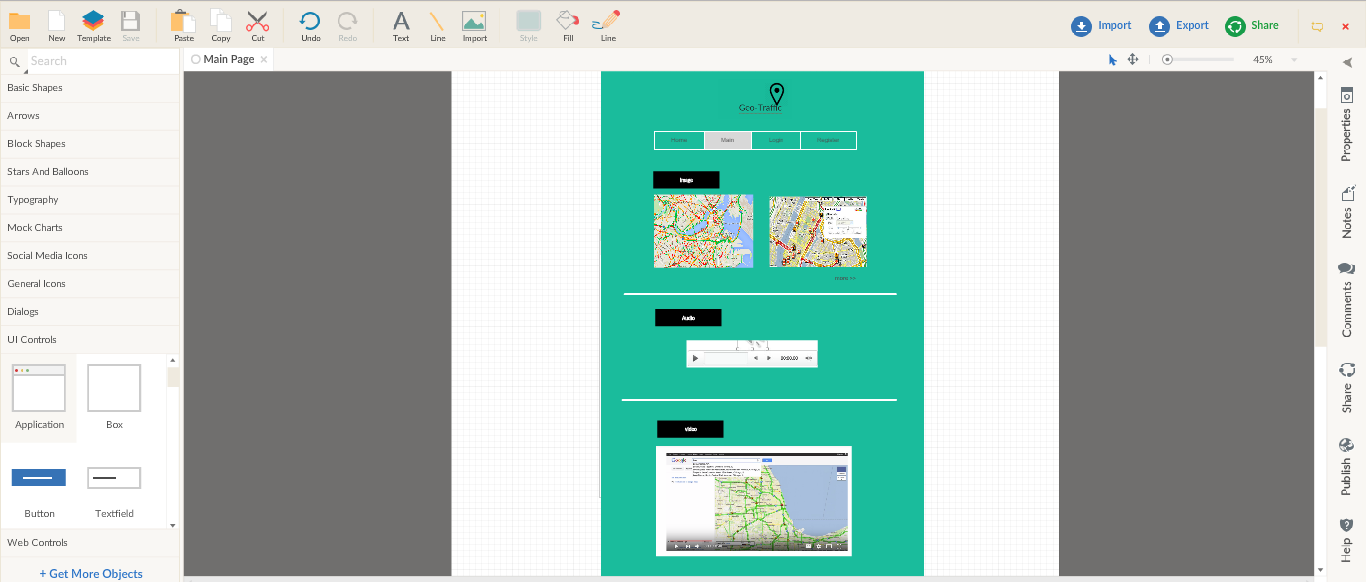 Open New Template Save Paste Copy Cut Undo Redo Text Line Import Style Fill Line Import Export Share
Search
Main Page
45%
Basic Shapes
Arrows
Block Shapes
Stars And Balloons
Typography
Mock Charts
Social Media Icons
General Icons
Dialogs
UI Controls
Application Box
Button Textfield
Web Controls
+ Get More Objects
Geo-Traffic
Home Main Login Register
Image
more >>
Audio
00:00.00
Video
Google
Properties
Notes
Comments
Share
Publish
Help